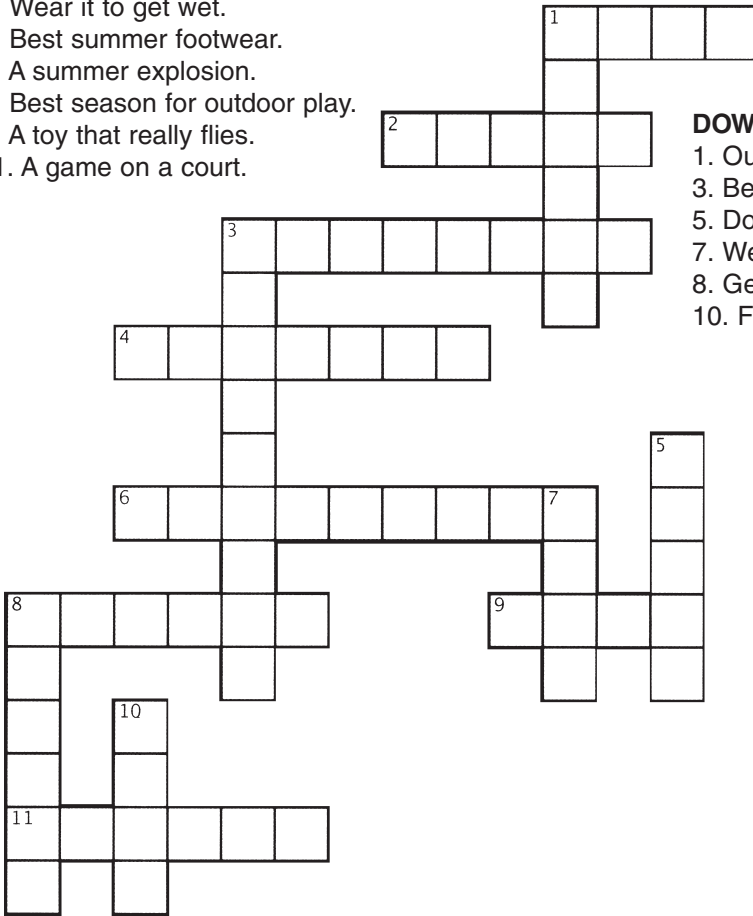 Wear it to get wet.
Best summer footwear.
A summer explosion.
Best season for outdoor play.
A toy that really flies.
1. A game on a court.
1
2
DOW
1. Ou
3. Be
5. Do
7. We
8. Ge
10. F
3
4
5
6
7
8
9
10
11